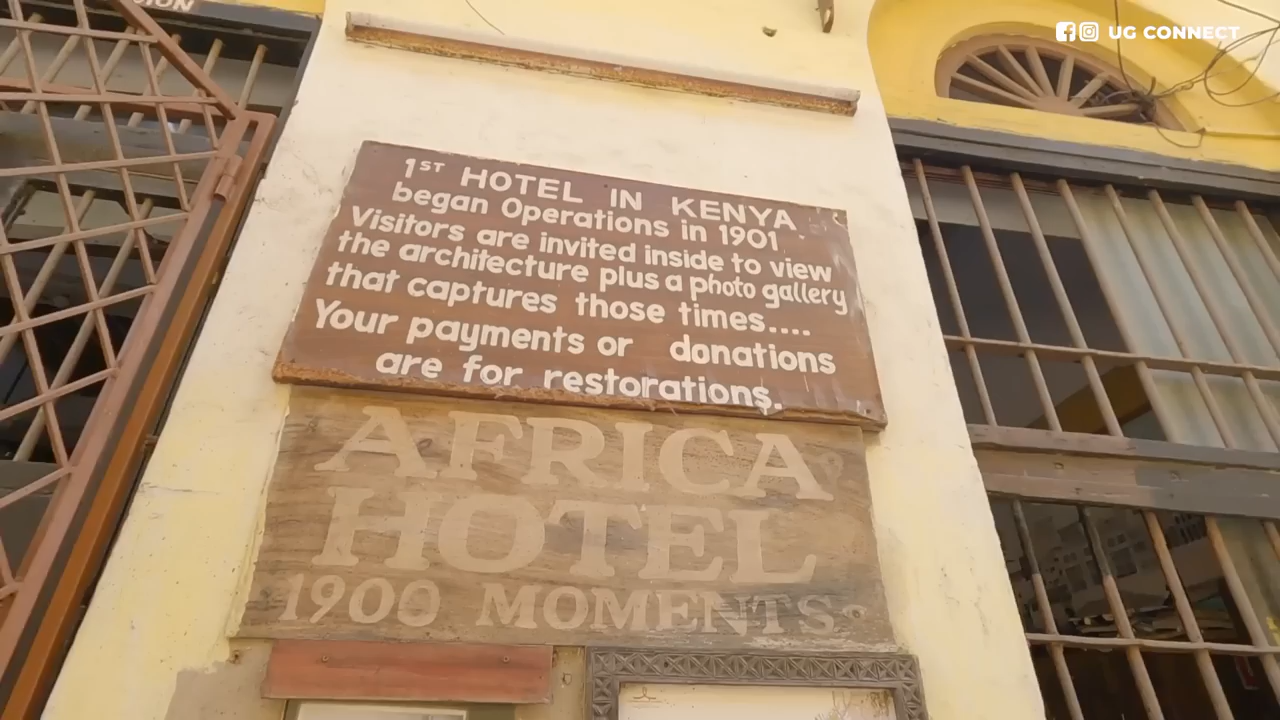 UG CONNECT
1ST HOTEL IN KENYA
began Operations in 1901.
Visitors are invited inside to view
the architecture plus a photo gallery
that captures those times....
Your payments or donations
are for restorations.
AFRICA
HOTEL
1900 MOMENTS